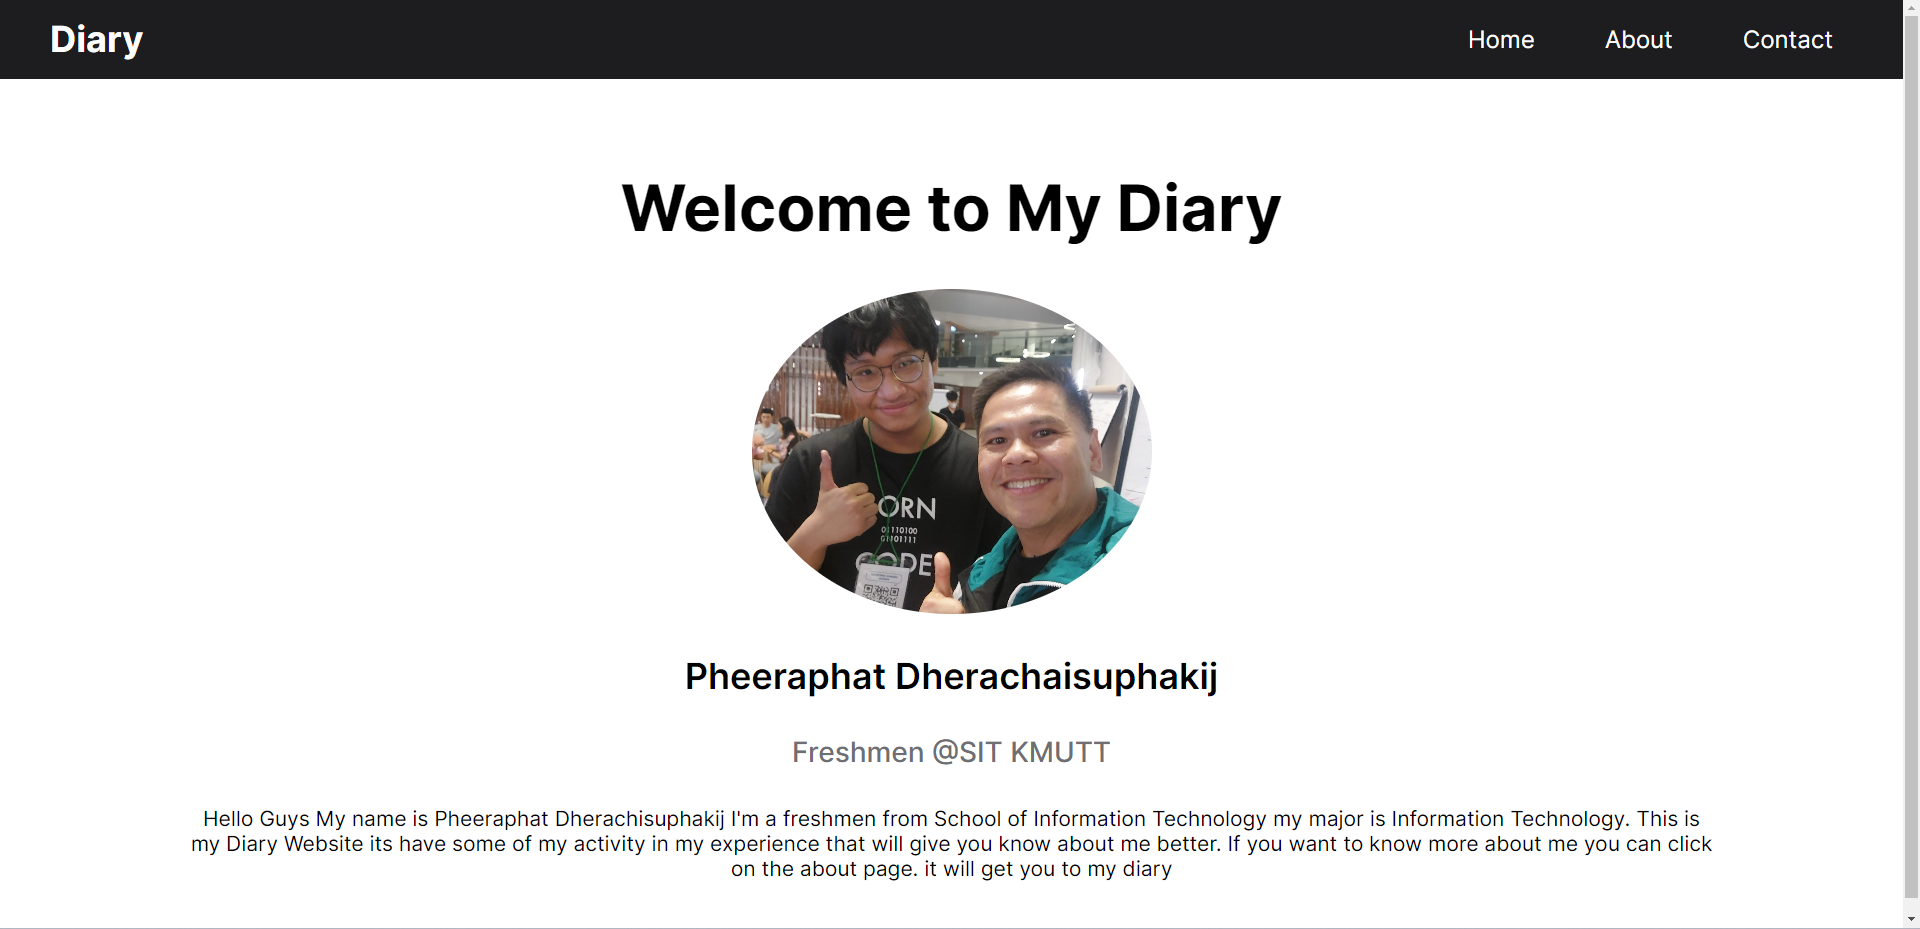 Diary
Home
About
Contact
Welcome to My Diary
ORN
01110100
01101111
CODE
Pheeraphat Dherachaisuphakij
Freshmen @SIT KMUTT
Hello Guys My name is Pheeraphat Dherachisuphakij I'm a freshmen from School of Information Technology my major is Information Technology. This is
my Diary Website its have some of my activity in my experience that will give you know about me better. If you want to know more about me you can click
on the about page. it will get you to my diary